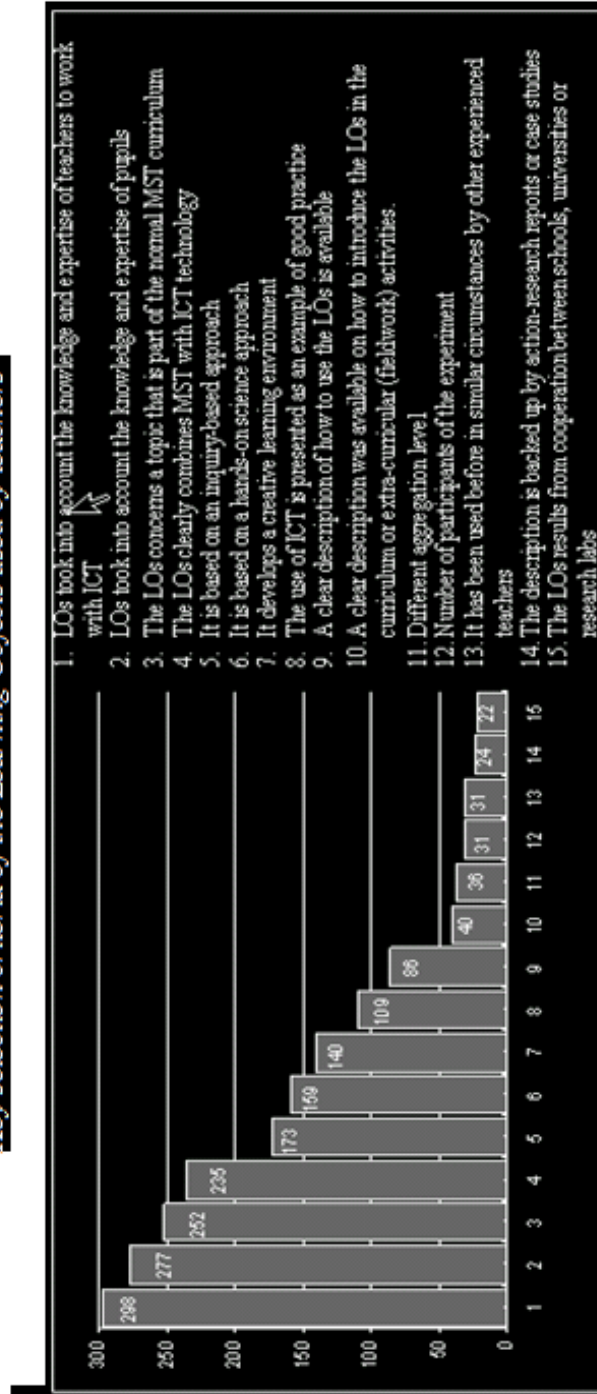 key selection criteria of the Learning Objects used by teachers
300
250
200
150
100
50
0
298
277
252
235
173
159
140
109
86
40
36
31
31
24
22
1 2 3 4 5 6 7 8 9 10 11 12 13 14 15
1. LOs took into account the knowledge and expertise of teachers to work
with ICT
2. LOs took into account the knowledge and expertise of pupils
3. The LOs concerns a topic that is part of the normal MST curriculum
4. The LOs clearly combines MST with ICT technology
5. It is based on an inquiry-based approach
6. It is based on a hands-on science approach
7. It develops a creative learning environment
8. The use of ICT is presented as an example of good practice
9. A clear description of how to use the LOs is available
10. A clear description was available on how to introduce the LOs in the
curriculum or extra-curricular (fieldwork) activities.
11. Different aggregation level
12. Number of participants of the experiment
13. It has been used before in similar circumstances by other experienced
teachers
14. The description is backed up by action-research reports or case studies
15. The LOs results from cooperation between schools, universities or
research labs